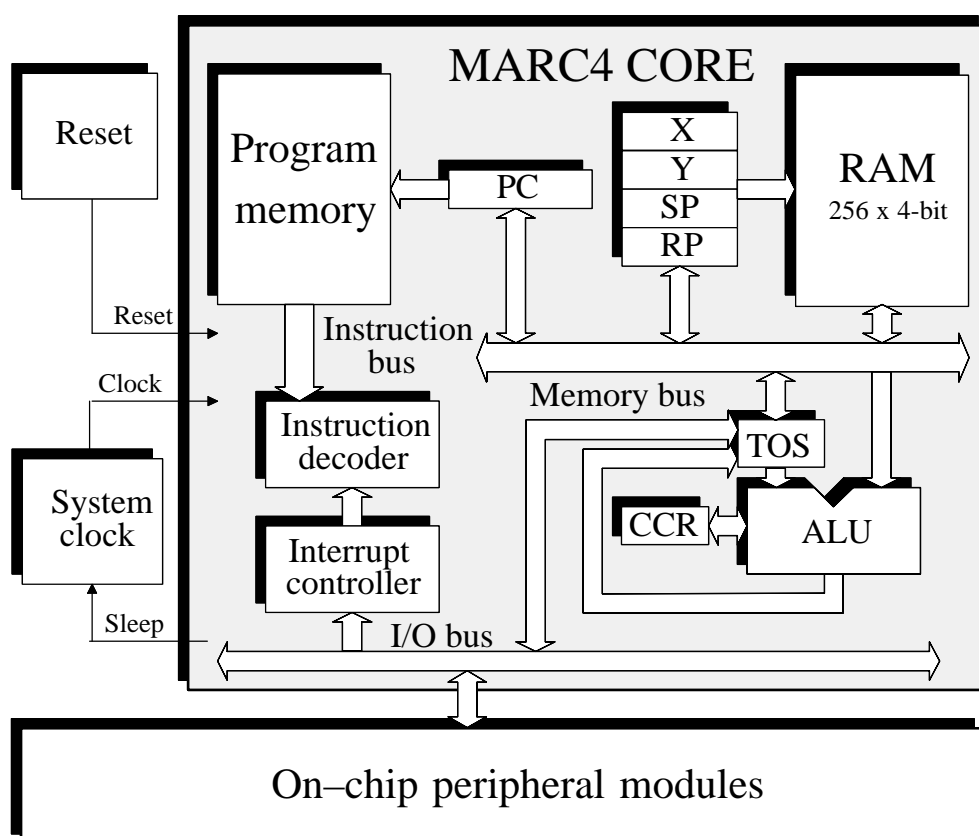 MARC4 CORE
Reset
Program
memory
PC
X
Y
SP
RP
RAM
256 x 4-bit
Reset
Instruction
bus
Clock
Memory bus
Instruction
decoder
TOS
System
clock
CCR
ALU
Interrupt
controller
Sleep
I/O bus
On–chip peripheral modules